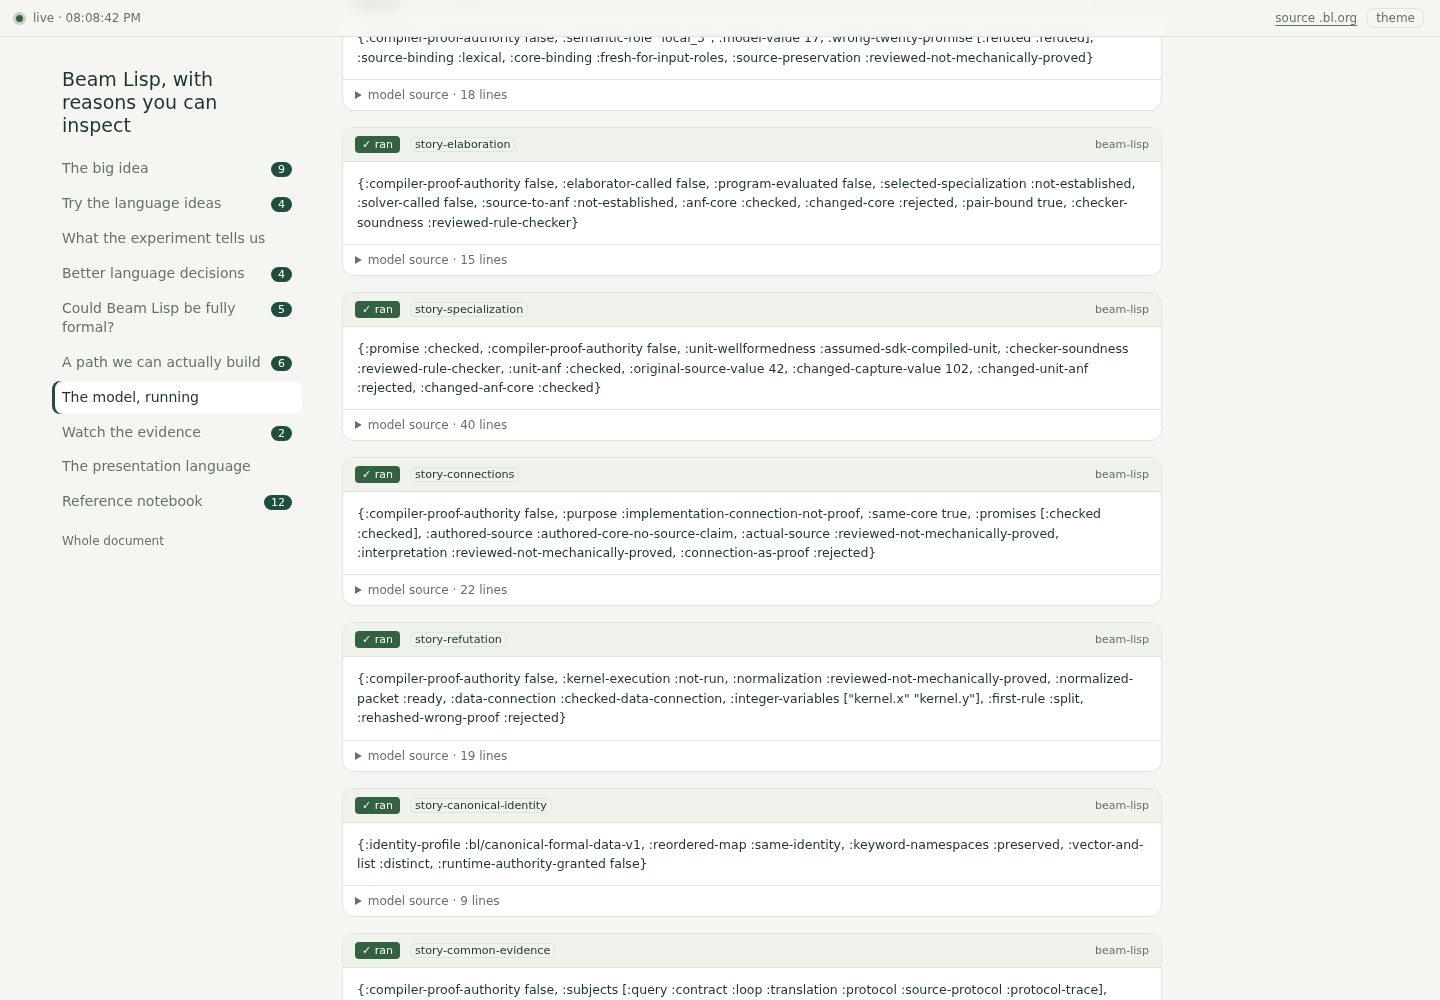 live · 08:08:42 PM
source .bl.org
theme
Beam Lisp, with
reasons you can
inspect
The big idea 9
Try the language ideas 4
What the experiment tells us
Better language decisions 4
Could Beam Lisp be fully 5
formal?
A path we can actually build 6
The model, running
Watch the evidence 2
The presentation language
Reference notebook 12
Whole document
{:compiler-proof-authority false, :semantic-role "local_3", :model-value 17, :wrong-twenty-promise [:refuted :refuted],
:source-binding :lexical, :core-binding :fresh-for-input-roles, :source-preservation :reviewed-not-mechanically-proved}
▶ model source · 18 lines
✓ ran story-elaboration beam-lisp
{:compiler-proof-authority false, :elaborator-called false, :program-evaluated false, :selected-specialization :not-established,
:solver-called false, :source-to-anf :not-established, :anf-core :checked, :changed-core :rejected, :pair-bound true, :checker-
soundness :reviewed-rule-checker}
▶ model source · 15 lines
✓ ran story-specialization beam-lisp
{:promise :checked, :compiler-proof-authority false, :unit-wellformedness :assumed-sdk-compiled-unit, :checker-soundness
:reviewed-rule-checker, :unit-anf :checked, :original-source-value 42, :changed-capture-value 102, :changed-unit-anf
:rejected, :changed-anf-core :checked}
▶ model source · 40 lines
✓ ran story-connections beam-lisp
{:compiler-proof-authority false, :purpose :implementation-connection-not-proof, :same-core true, :promises [:checked
:checked], :authored-source :authored-core-no-source-claim, :actual-source :reviewed-not-mechanically-proved,
:interpretation :reviewed-not-mechanically-proved, :connection-as-proof :rejected}
▶ model source · 22 lines
✓ ran story-refutation beam-lisp
{:compiler-proof-authority false, :kernel-execution :not-run, :normalization :reviewed-not-mechanically-proved, :normalized-
packet :ready, :data-connection :checked-data-connection, :integer-variables ["kernel.x" "kernel.y"], :first-rule :split,
:rehashed-wrong-proof :rejected}
▶ model source · 19 lines
✓ ran story-canonical-identity beam-lisp
{:identity-profile :bl/canonical-formal-data-v1, :reordered-map :same-identity, :keyword-namespaces :preserved, :vector-and-
list :distinct, :runtime-authority-granted false}
▶ model source · 9 lines
✓ ran story-common-evidence beam-lisp
{:compiler-proof-authority false, :subjects [:query :contract :loop :translation :protocol :source-protocol :protocol-trace],